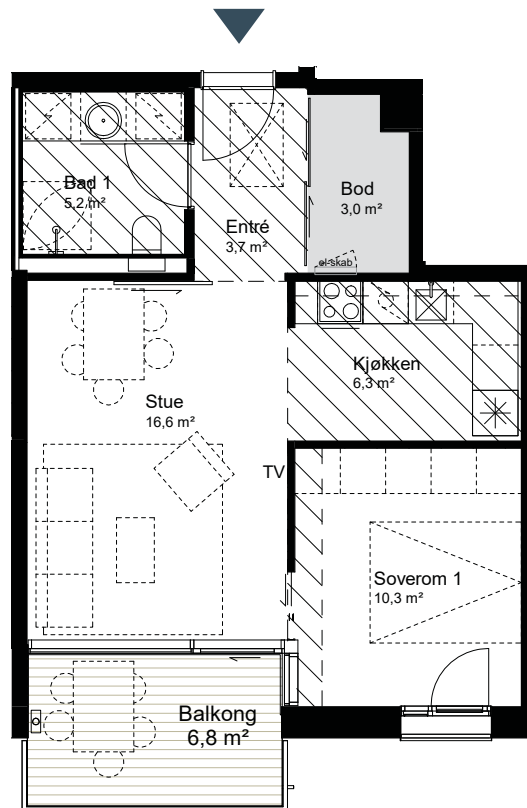 Bad 1
5,2 m²
Entré
3,7 m²
Bod
3,0 m²
el-skab
Kjøkken
6,3 m²
Stue
16,6 m²
TV
Soverom 1
10,3 m²
Balkong
6,8 m²